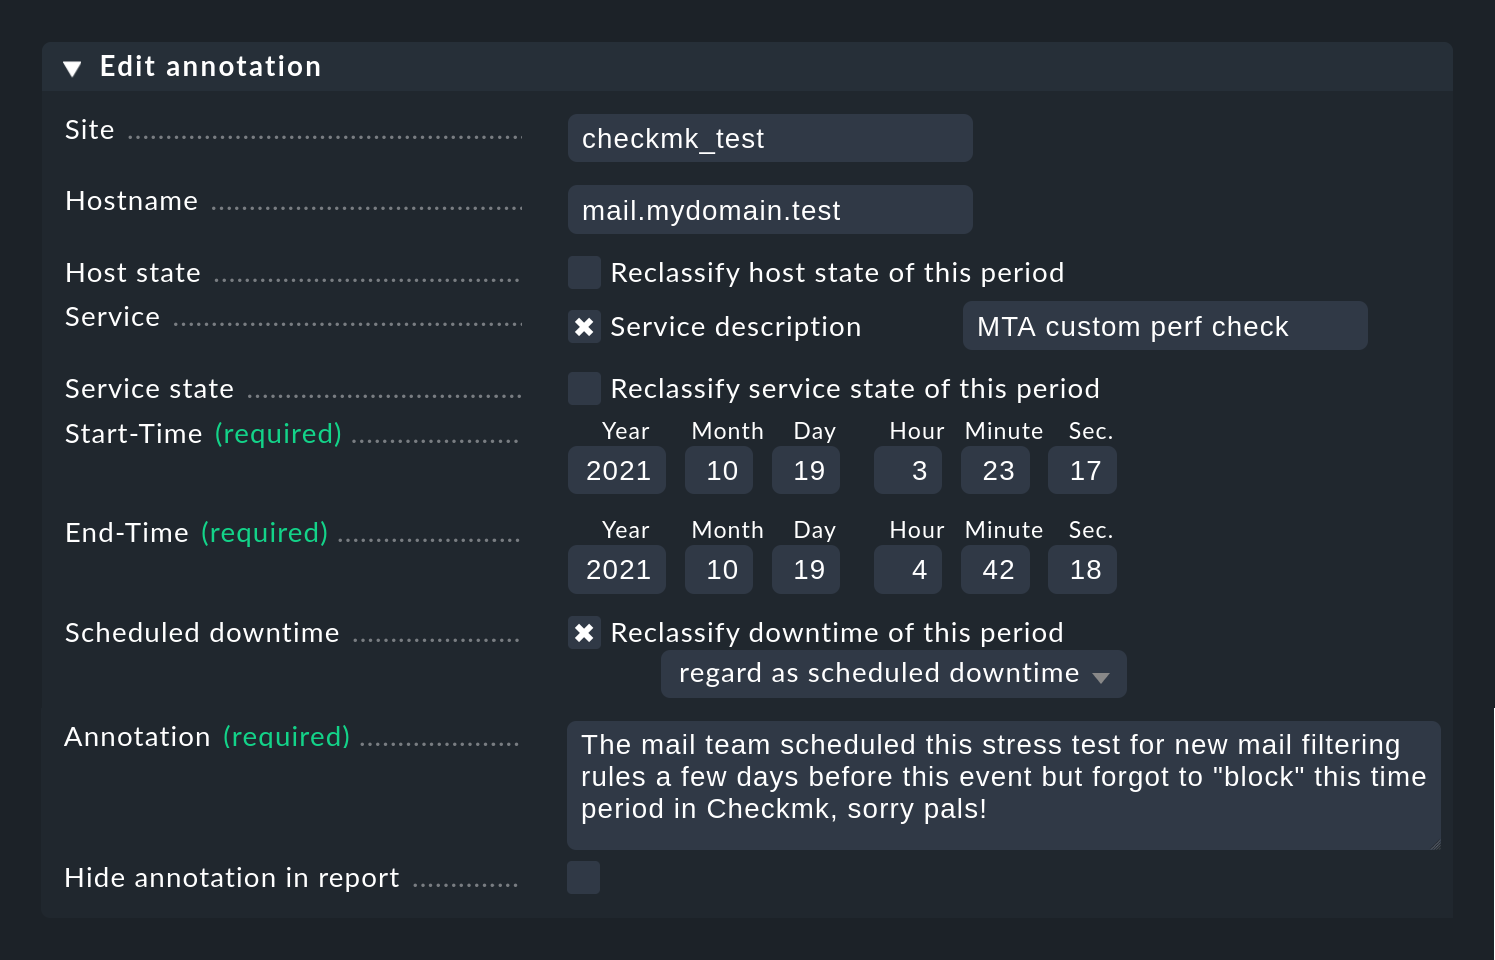 Edit annotation
Site
checkmk_test
Hostname
mail.mydomain.test
Host state
Reclassify host state of this period
Service
Service description
MTA custom perf check
Service state
Reclassify service state of this period
Start-Time (required)
Year Month Day Hour Minute Sec.
2021 10 19 3 23 17
End-Time (required)
Year Month Day Hour Minute Sec.
2021 10 19 4 42 18
Scheduled downtime
Reclassify downtime of this period
regard as scheduled downtime
Annotation (required)
The mail team scheduled this stress test for new mail filtering
rules a few days before this event but forgot to "block" this time
period in Checkmk, sorry pals!
Hide annotation in report